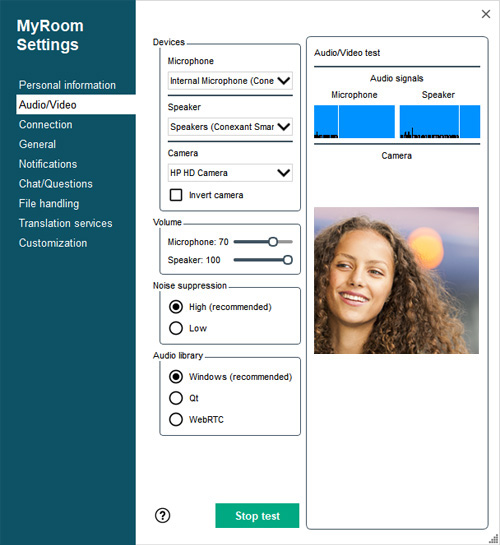 MyRoom
Settings
Personal information
Audio/Video
Connection
General
Notifications
Chat/Questions
File handling
Translation services
Customization
Devices
Microphone
Internal Microphone (Cone
Speaker
Speakers (Conexant Smar
Camera
HP HD Camera
Invert camera
Volume
Microphone: 70
Speaker: 100
Noise suppression
High (recommended)
Low
Audio library
Windows (recommended)
Qt
WebRTC
?
Stop test
Audio/Video test
Audio signals
Microphone Speaker
Camera